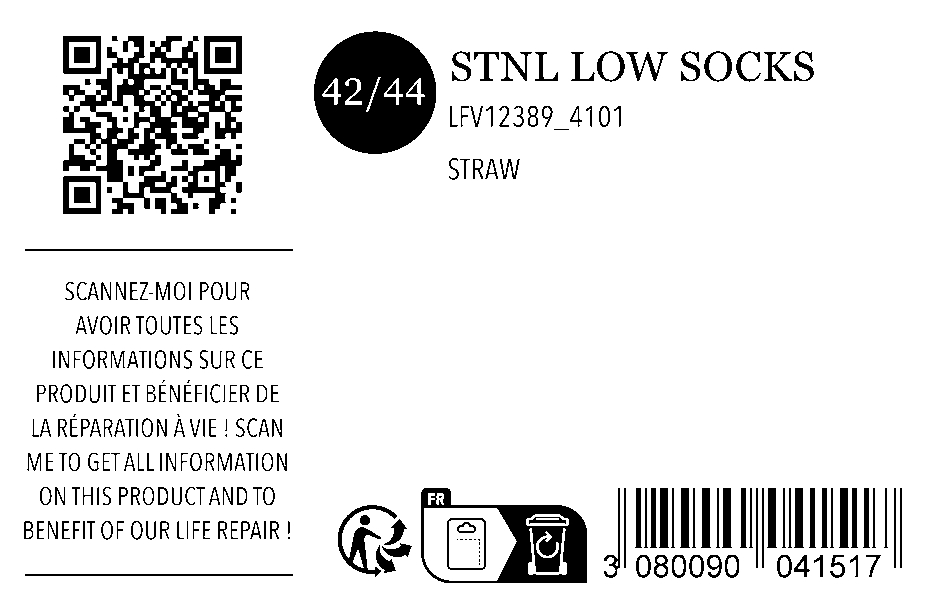 42/44
STNL LOW SOCKS
LFV12389_4101
STRAW
SCANNEZ-MOI POUR
AVOIR TOUTES LES
INFORMATIONS SUR CE
PRODUIT ET BÉNÉFICIER DE
LA RÉPARATION À VIE ! SCAN
ME TO GET ALL INFORMATION
ON THIS PRODUCT AND TO
BENEFIT OF OUR LIFE REPAIR !
FR
3 080090 041517